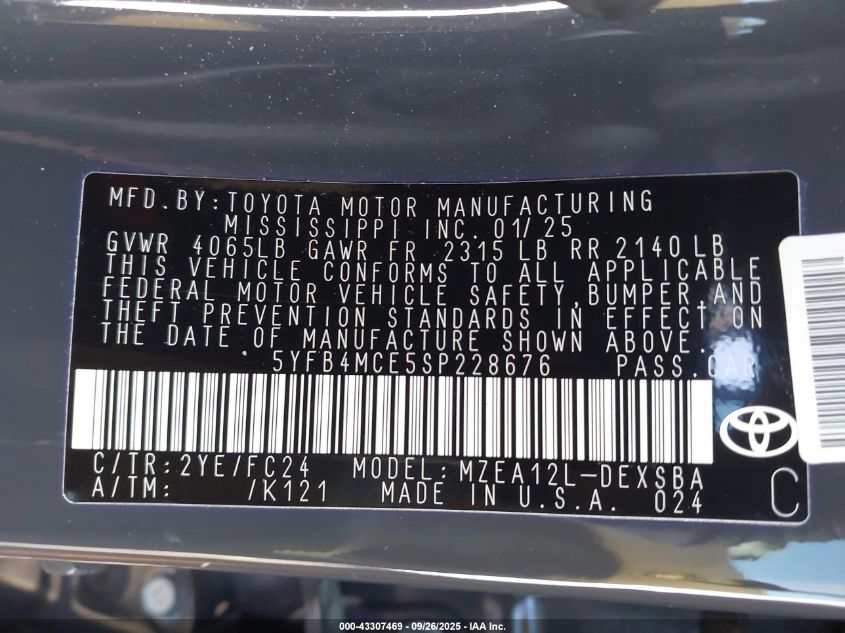 MFD.BY:TOYOTA MOTOR MANUFACTURING
MISSISSIPPI INC. 01/25
GVWR 4065LB GAWR FR 2315 LB RR 2140 LB
THIS VEHICLE CONFORMS TO ALL APPLICABLE
FEDERAL MOTOR VEHICLE SAFETY,BUMPER,AND
THEFT PREVENTION STANDARDS IN EFFECT ON
THE DATE OF MANUFACTURE SHOWN ABOVE.
5YFB4MCE5SP228676 PASS.CAR
C/TR:2YE/FC24 MODEL:MZEA12L-DEXSBA
A/TM: /K121 MADE IN U.S.A. 024
C
000-43307469 - 09/26/2025 - IAA Inc.